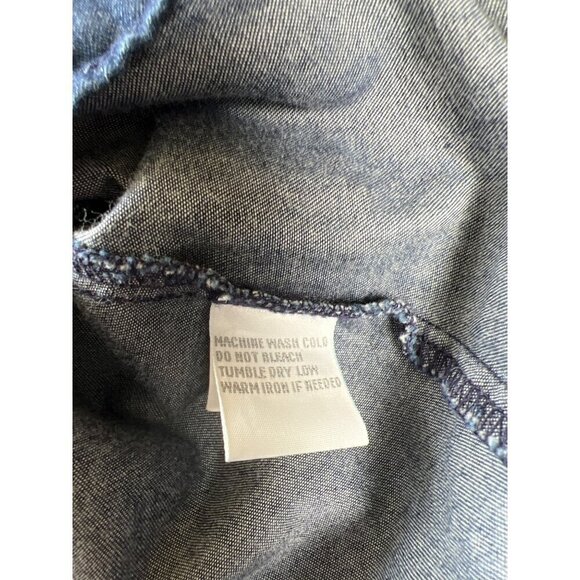 MACHINE WASH COLD
DO NOT BLEACH
TUMBLE DRY LOW
WARM IRON IF NEEDED